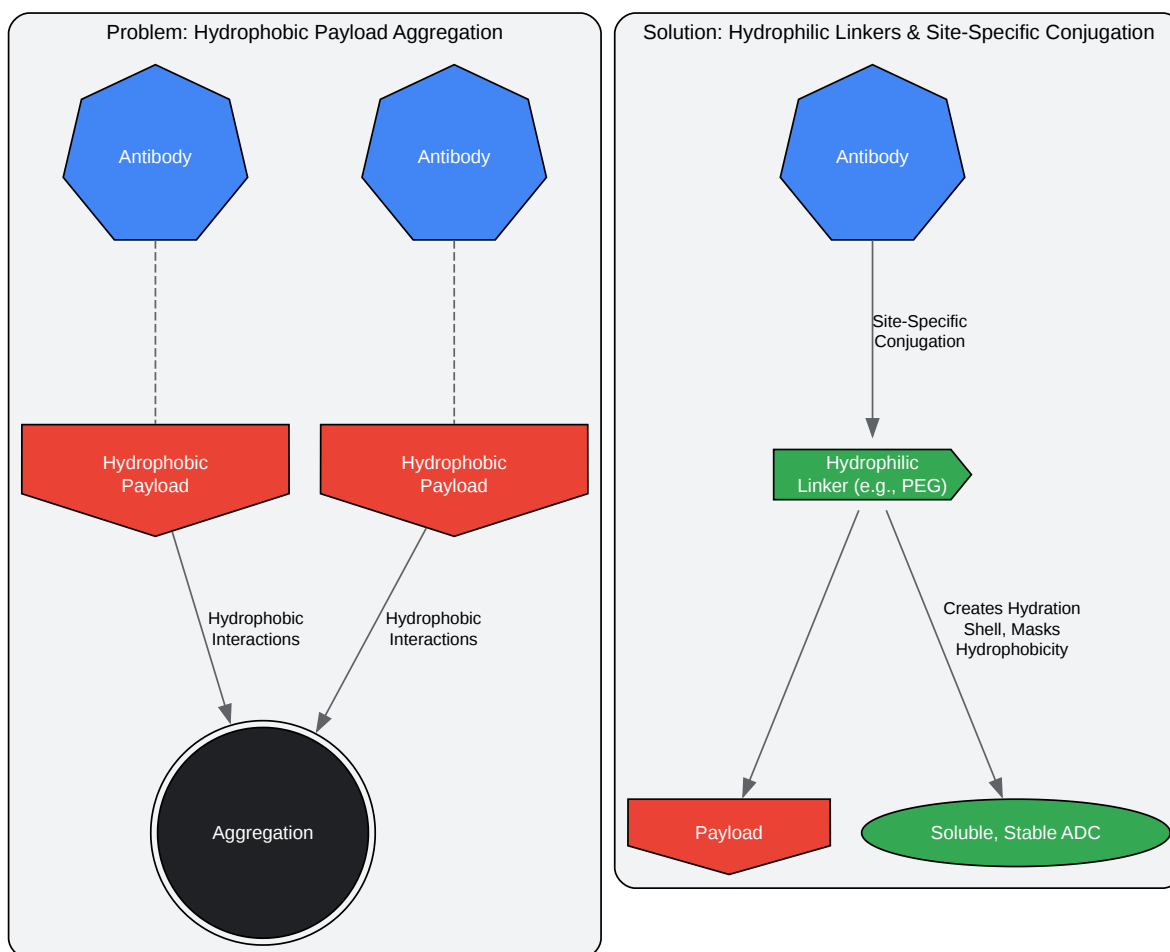 Problem: Hydrophobic Payload Aggregation
Antibody
Antibody
Hydrophobic
Payload
Hydrophobic
Payload
Hydrophobic
Interactions
Hydrophobic
Interactions
Aggregation
Solution: Hydrophilic Linkers & Site-Specific Conjugation
Antibody
Site-Specific
Conjugation
Hydrophilic
Linker (e.g., PEG)
Creates Hydration
Shell, Masks
Hydrophobicity
Payload
Soluble, Stable ADC